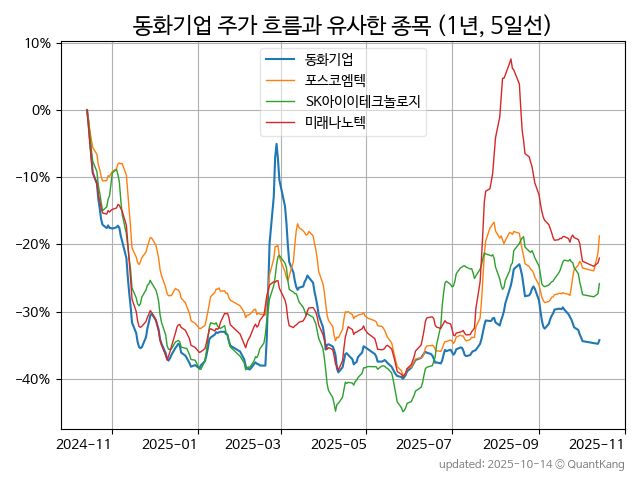 동화기업 주가 흐름과 유사한 종목 (1년, 5일선)
동화기업
포스코엠텍
SK아이이테크놀로지
미래나노텍
10%
0%
−10%
−20%
−30%
−40%
2024-11
2025-01
2025-03
2025-05
2025-07
2025-09
2025-11
updated: 2025-10-14 © QuantKang